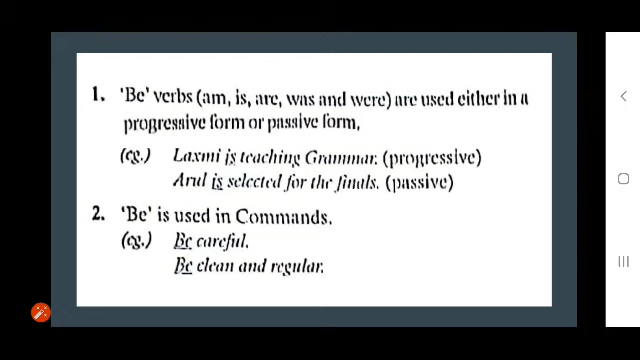 1. 'Be' verbs (am, is, are, was and were) are used either in a
progressive form or passive form,
(eg.) Laxmi is teaching Grammar. (progressive)
Arul is selected for the finals. (passive)
2. 'Be' is used in Commands.
(eg.) Be careful.
Be clean and regular.